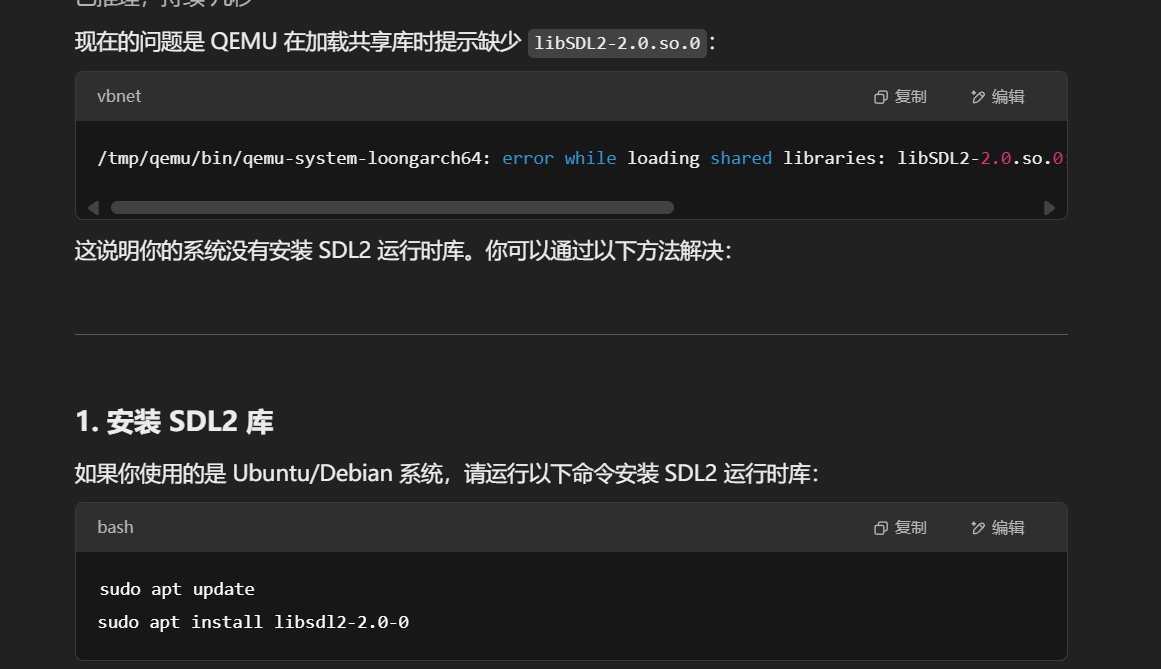 现在的问题是 QEMU 在加载共享库时提示缺少 libSDL2-2.0.so.0：
vbnet 复制 编辑
/tmp/qemu/bin/qemu-system-loongarch64: error while loading shared libraries: libSDL2-2.0.so.0:
这说明你的系统没有安装 SDL2 运行时库。你可以通过以下方法解决：
1. 安装 SDL2 库
如果你使用的是 Ubuntu/Debian 系统，请运行以下命令安装 SDL2 运行时库：
bash 复制 编辑
sudo apt update
sudo apt install libsdl2-2.0-0